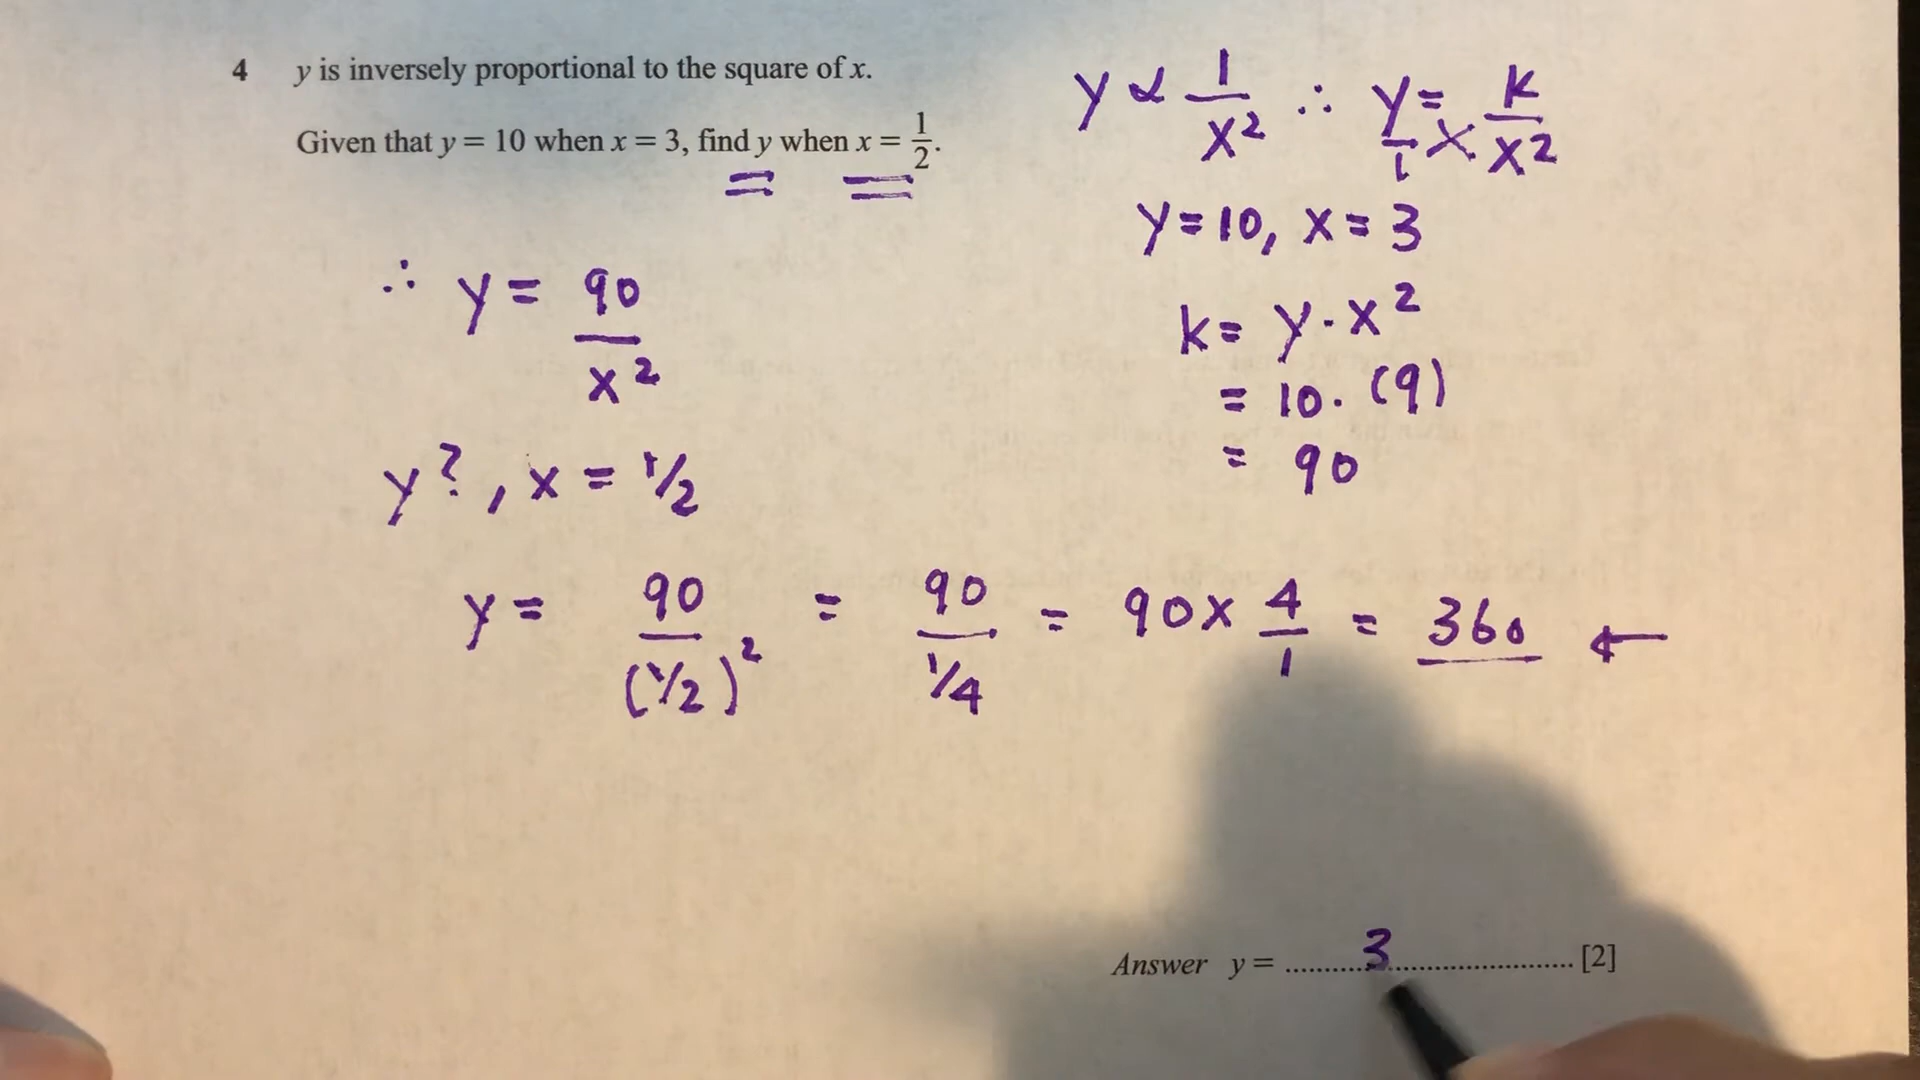 4 y is inversely proportional to the square of x.
Given that y = 10 when x = 3, find y when x = 1/2.
y ∝ 1/x² ∴ y/1 = k/x²
y = 10, x = 3
k = y · x²
= 10 · (9)
= 90
∴ y = 90/x²
y?, x = 1/2
y = 90/(1/2)² = 90/(1/4) = 90 x 4/1 = 360 ←
Answer y = ..........3........................ [2]